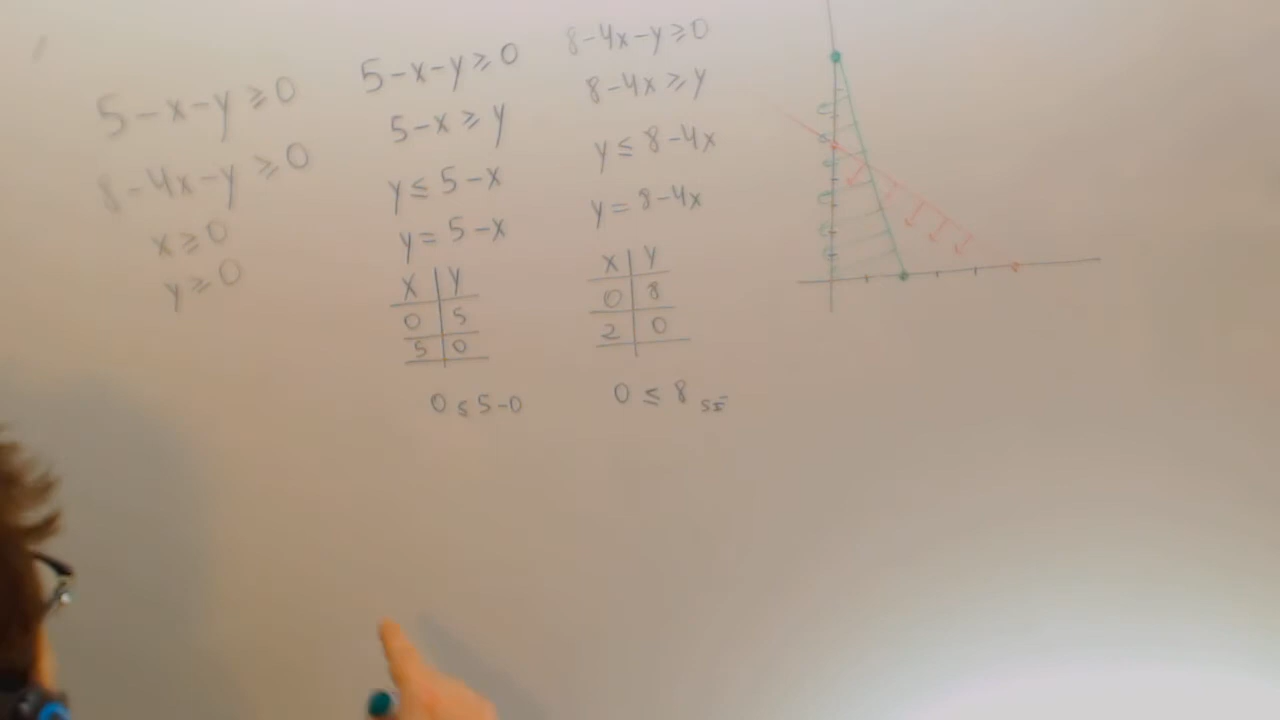 5-x-y≥0
8-4x-y≥0
x≥0
y≥0
5-x-y≥0
5-x≥y
y≤5-x
y=5-x
x y
0 5
5 0
0≤5-0
8-4x-y≥0
8-4x≥y
y≤8-4x
y=8-4x
x y
0 8
2 0
0≤8 sí